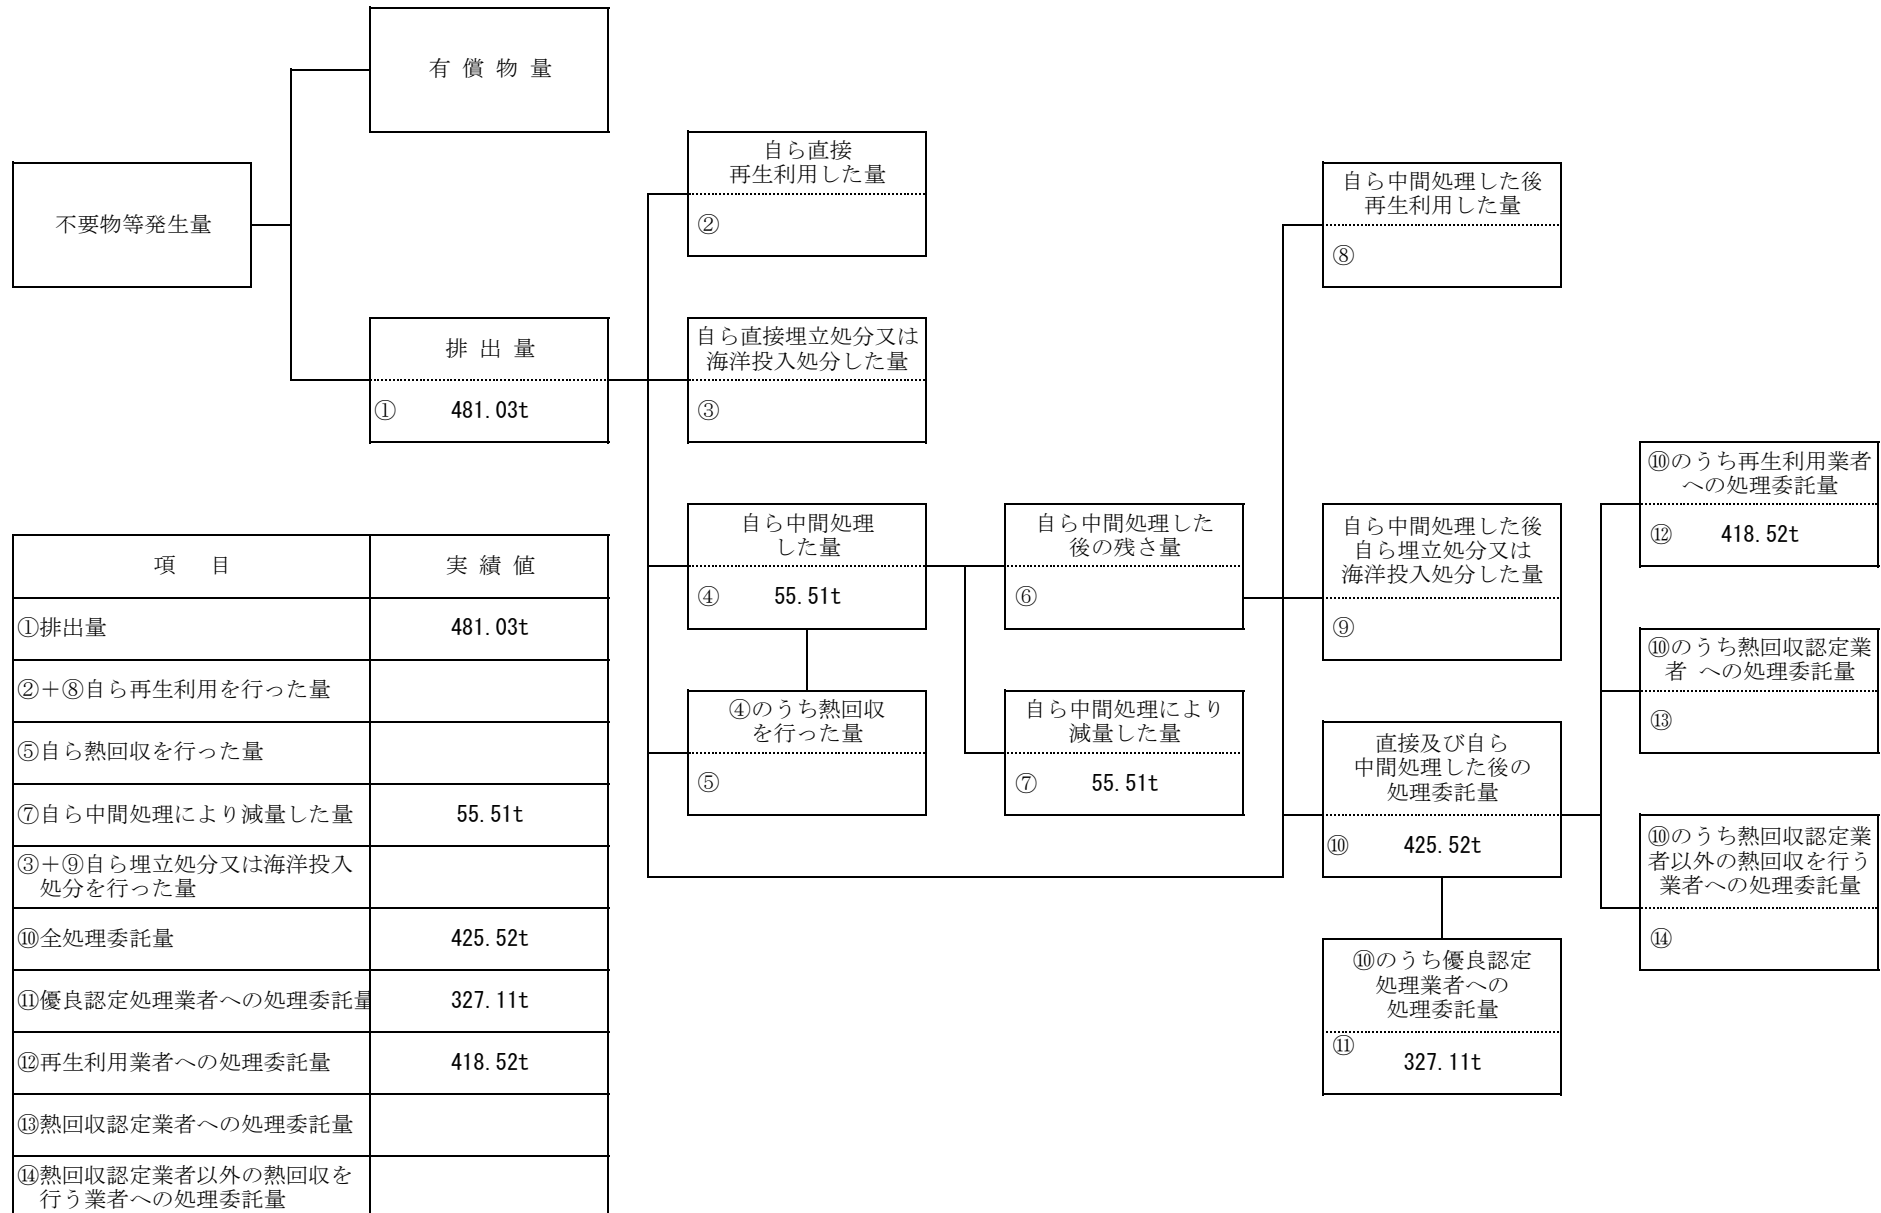 有 償 物 量
不要物等発生量
排 出 量
① 481.03t
自ら直接
再生利用した量
②
自ら直接埋立処分又は
海洋投入処分した量
③
自ら中間処理
した量
④ 55.51t
④のうち熱回収
を行った量
⑤
自ら中間処理した
後の残さ量
⑥
自ら中間処理により
減量した量
⑦ 55.51t
自ら中間処理した後
再生利用した量
⑧
自ら中間処理した後
自ら埋立処分又は
海洋投入処分した量
⑨
直接及び自ら
中間処理した後の
処理委託量
⑩ 425.52t
⑩のうち優良認定
処理業者への
処理委託量
⑪
327.11t
⑩のうち再生利用業者
への処理委託量
⑫ 418.52t
⑩のうち熱回収認定業
者 への処理委託量
⑬
⑩のうち熱回収認定業
者以外の熱回収を行う
業者への処理委託量
⑭
項 目 実 績 値
①排出量 481.03t
②＋⑧自ら再生利用を行った量
⑤自ら熱回収を行った量
⑦自ら中間処理により減量した量 55.51t
③＋⑨自ら埋立処分又は海洋投入
処分を行った量
⑩全処理委託量 425.52t
⑪優良認定処理業者への処理委託量 327.11t
⑫再生利用業者への処理委託量 418.52t
⑬熱回収認定業者への処理委託量
⑭熱回収認定業者以外の熱回収を
行う業者への処理委託量